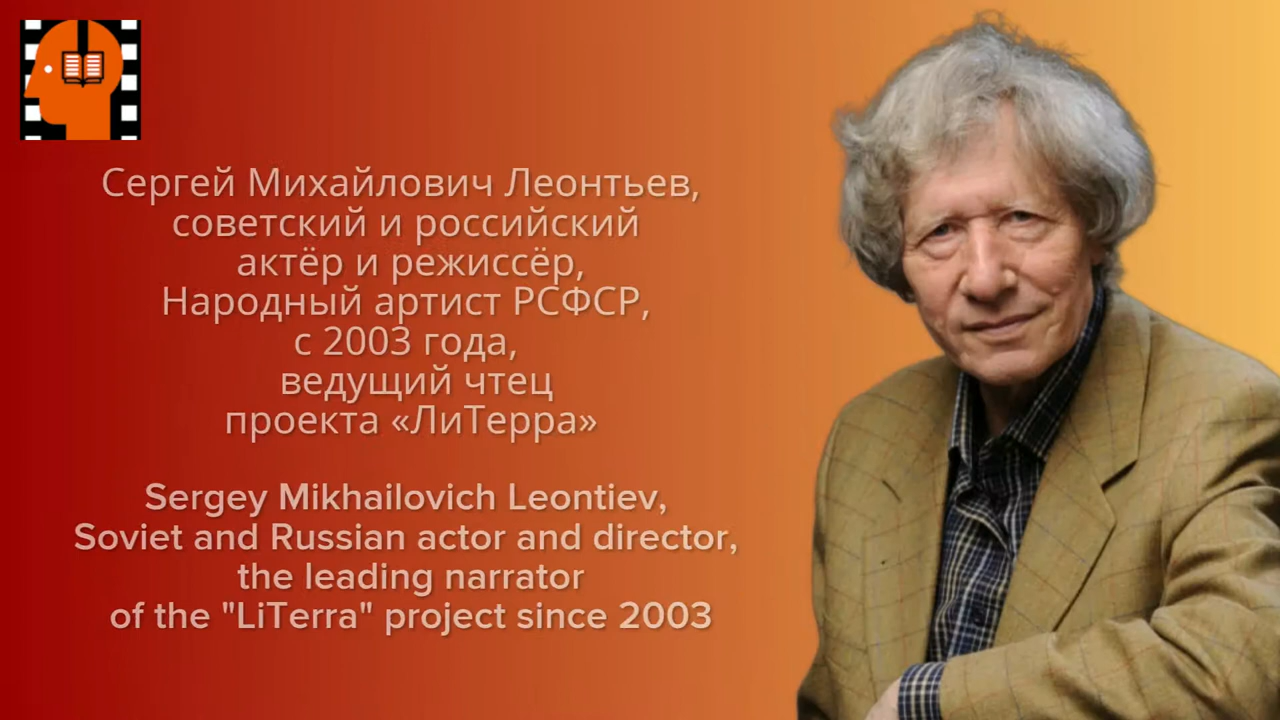 Сергей Михайлович Леонтьев,
советский и российский
актёр и режиссёр,
Народный артист РСФСР,
с 2003 года,
ведущий чтец
проекта «ЛиТерра»
Sergey Mikhailovich Leontiev,
Soviet and Russian actor and director,
the leading narrator
of the "LiTerra" project since 2003